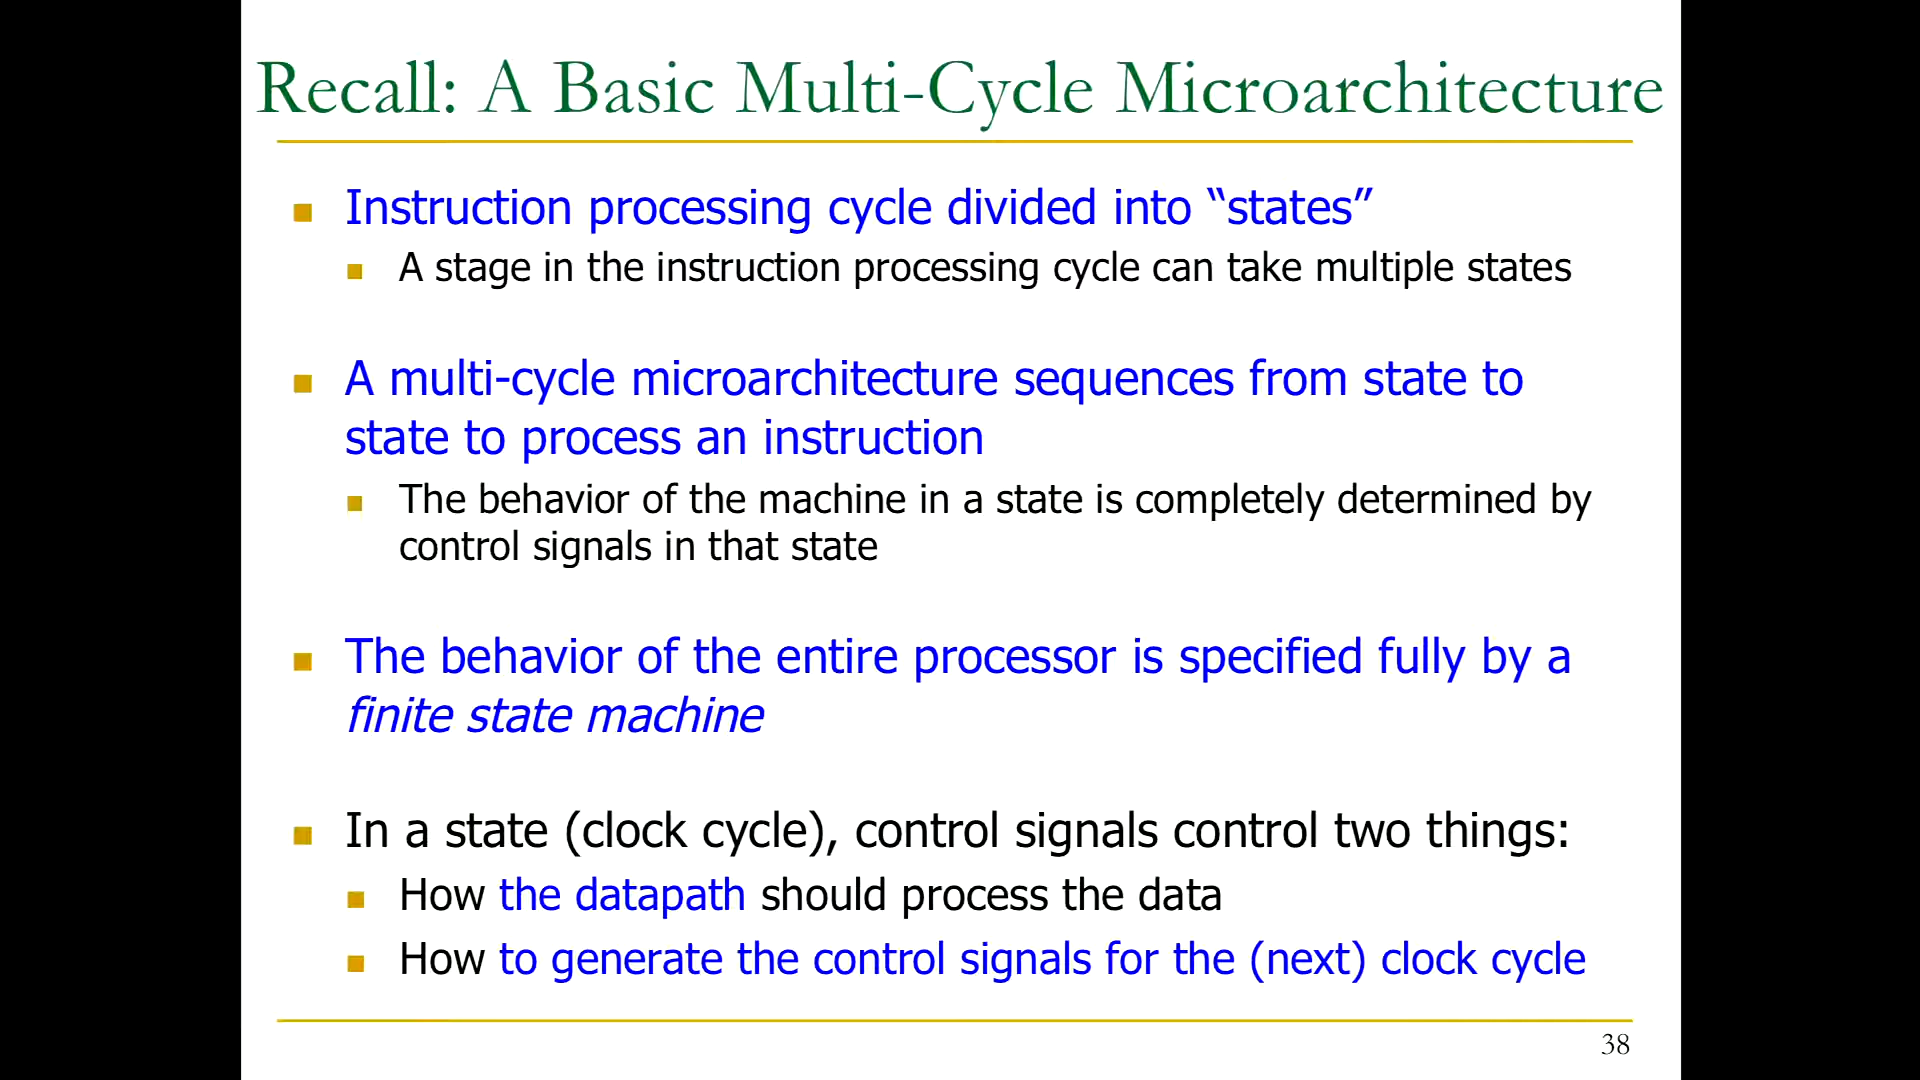 Recall: A Basic Multi-Cycle Microarchitecture
Instruction processing cycle divided into “states”
A stage in the instruction processing cycle can take multiple states
A multi-cycle microarchitecture sequences from state to
state to process an instruction
The behavior of the machine in a state is completely determined by
control signals in that state
The behavior of the entire processor is specified fully by a
finite state machine
In a state (clock cycle), control signals control two things:
How the datapath should process the data
How to generate the control signals for the (next) clock cycle
38